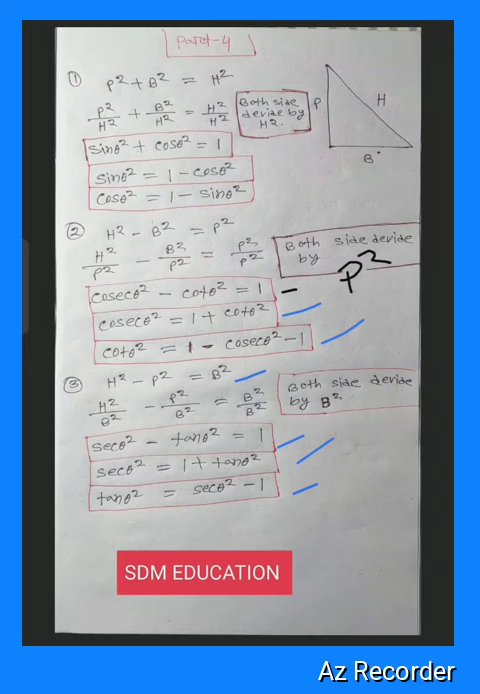 Part-4
① P² + B² = H²
P²/H² + B²/H² = H²/H²
Both side
devide by
H².
P
H
B
sinθ² + cosθ² = 1
sinθ² = 1 - cosθ²
cosθ² = 1 - sinθ²
② H² - B² = P²
H²/P² - B²/P² = P²/P²
Both side devide
by P²
cosecθ² - cotθ² = 1
cosecθ² = 1 + cotθ²
cotθ² = 1 - cosecθ² - 1
③ H² - P² = B²
H²/B² - P²/B² = B²/B²
Both side devide
by B²
secθ² - tanθ² = 1
secθ² = 1 + tanθ²
tanθ² = secθ² - 1
SDM EDUCATION
Az Recorder